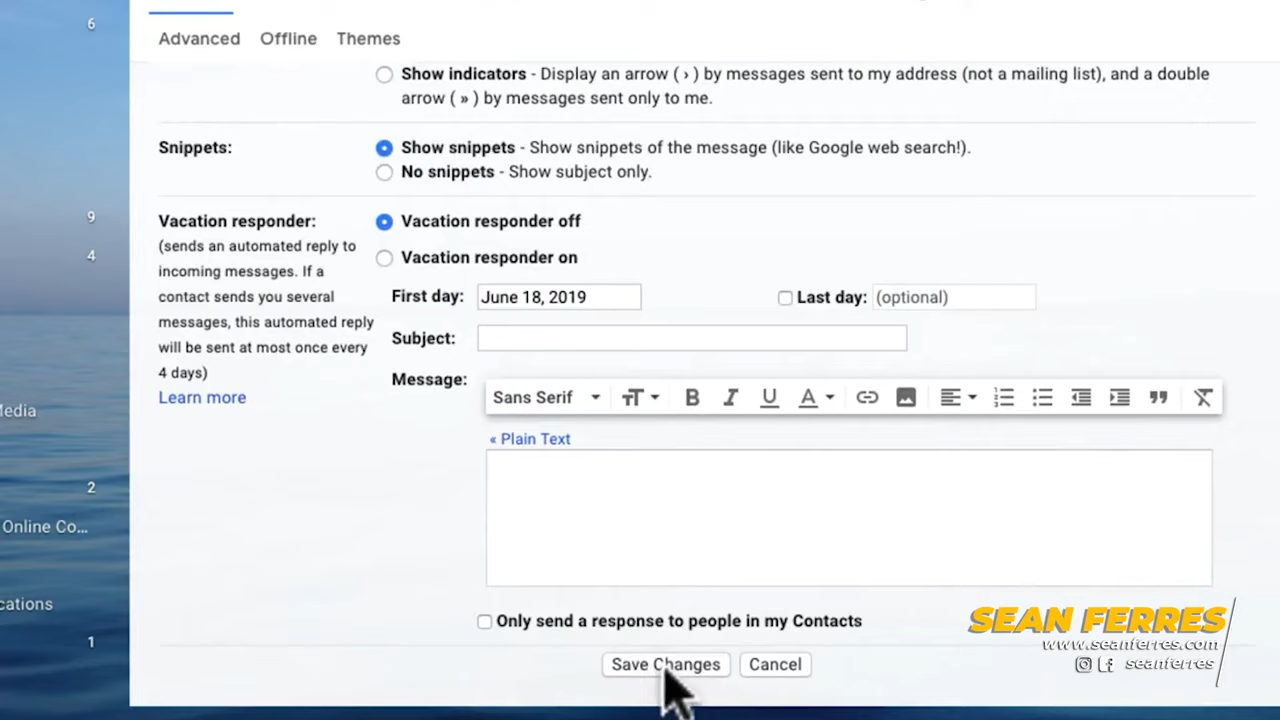 6
Advanced Offline Themes
Show indicators - Display an arrow ( › ) by messages sent to my address (not a mailing list), and a double
arrow ( » ) by messages sent only to me.
Snippets:
Show snippets - Show snippets of the message (like Google web search!).
No snippets - Show subject only.
9
4
Vacation responder:
(sends an automated reply to
incoming messages. If a
contact sends you several
messages, this automated reply
will be sent at most once every
4 days)
Learn more
Vacation responder off
Vacation responder on
First day: June 18, 2019 Last day: (optional)
Subject:
Message:
Sans Serif B I U A
« Plain Text
Only send a response to people in my Contacts
Save Changes Cancel
Media
2
Online Co...
cations
1
SEAN FERRES
www.seanferres.com
seanferres